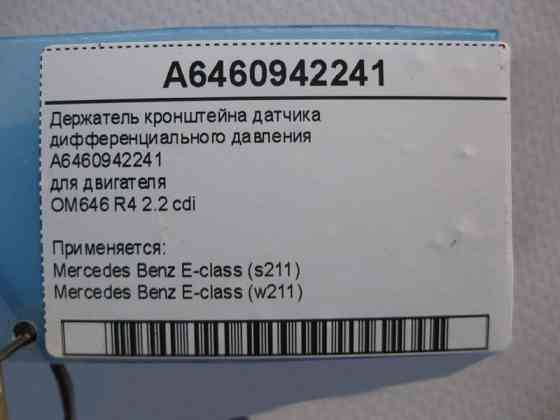 A6460942241
Держатель кронштейна датчика
дифференциального давления
A6460942241
для двигателя
OM646 R4 2.2 cdi
Применяется:
Mercedes Benz E-class (s211)
Mercedes Benz E-class (w211)